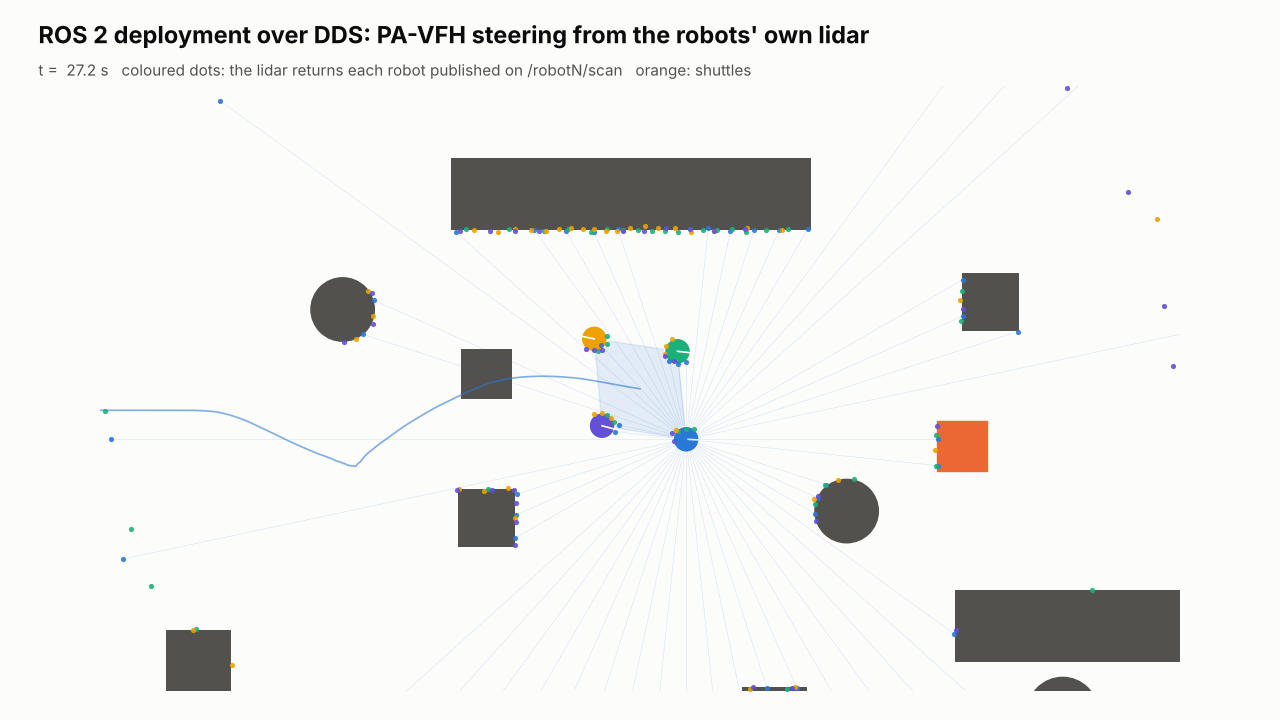 ROS 2 deployment over DDS: PA-VFH steering from the robots' own lidar
t =  27.2 s   coloured dots: the lidar returns each robot published on /robotN/scan   orange: shuttles